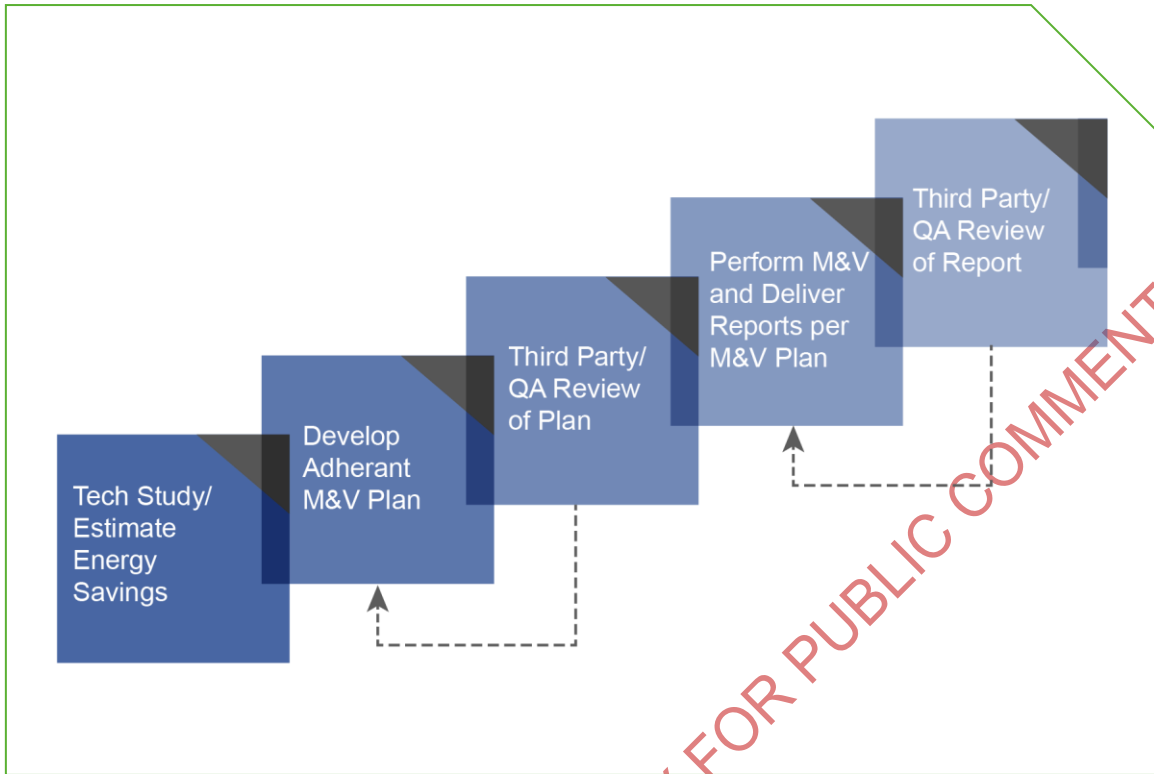 Tech Study/
Estimate
Energy
Savings
Develop
Adherant
M&V Plan
Third Party/
QA Review
of Plan
Perform M&V
and Deliver
Reports per
M&V Plan
Third Party/
QA Review
of Report
FOR PUBLIC COMMENT